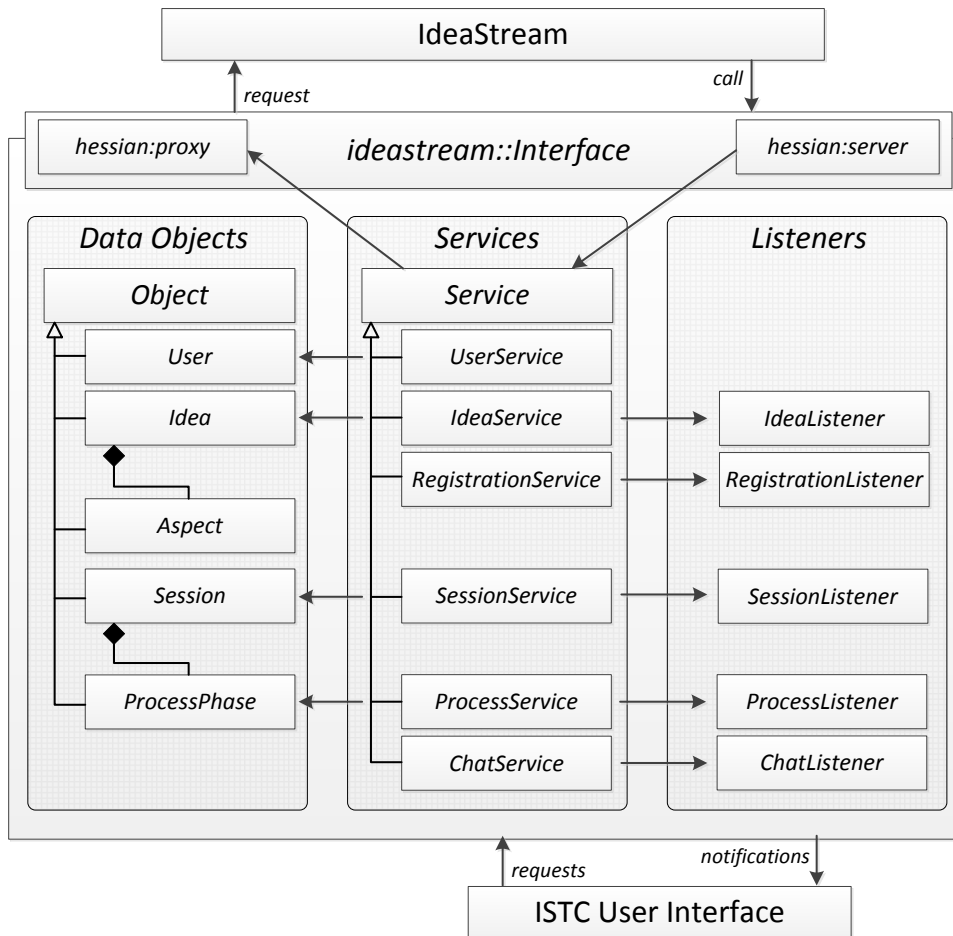 IdeaStream
request
call
hessian:proxy
ideastream::Interface
hessian:server
Data Objects
Services
Listeners
Object
Service
User
UserService
Idea
IdeaService
IdeaListener
RegistrationService
RegistrationListener
Aspect
Session
SessionService
SessionListener
ProcessPhase
ProcessService
ProcessListener
ChatService
ChatListener
requests
notifications
ISTC User Interface